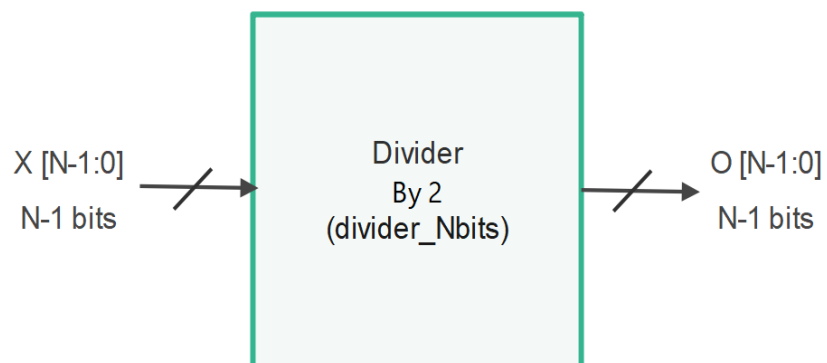 X [N-1:0]
N-1 bits
Divider
By 2
(divider_Nbits)
O [N-1:0]
N-1 bits